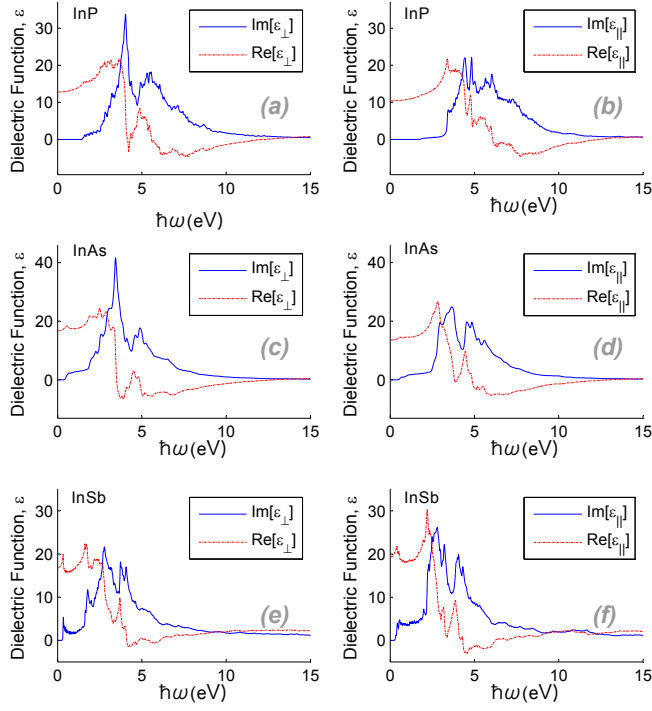 InP
Im[ε⊥]
Re[ε⊥]
(a)
Dielectric Function, ε
30
20
10
0
0 5 10 15
ħω(eV)
InP
Im[ε||]
Re[ε||]
(b)
Dielectric Function, ε
30
20
10
0
0 5 10 15
ħω(eV)
InAs
Im[ε⊥]
Re[ε⊥]
(c)
Dielectric Function, ε
40
20
0
0 5 10 15
ħω(eV)
InAs
Im[ε||]
Re[ε||]
(d)
Dielectric Function, ε
40
20
0
0 5 10 15
ħω(eV)
InSb
Im[ε⊥]
Re[ε⊥]
(e)
Dielectric Function, ε
30
20
10
0
0 5 10 15
ħω(eV)
InSb
Im[ε||]
Re[ε||]
(f)
Dielectric Function, ε
30
20
10
0
0 5 10 15
ħω(eV)